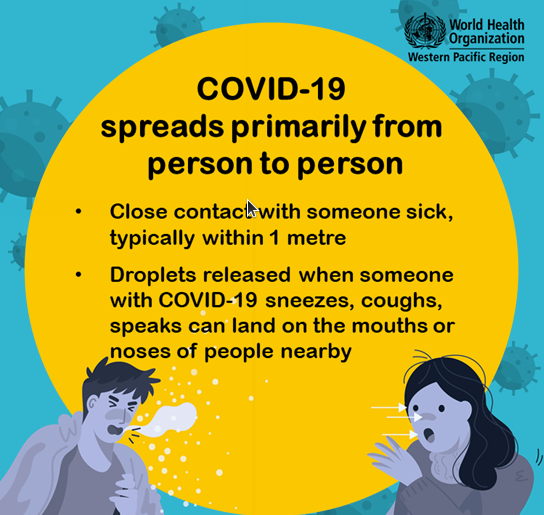 World Health
Organization
Western Pacific Region
COVID-19
spreads primarily from
person to person
• Close contact with someone sick,
typically within 1 metre
• Droplets released when someone
with COVID-19 sneezes, coughs,
speaks can land on the mouths or
noses of people nearby